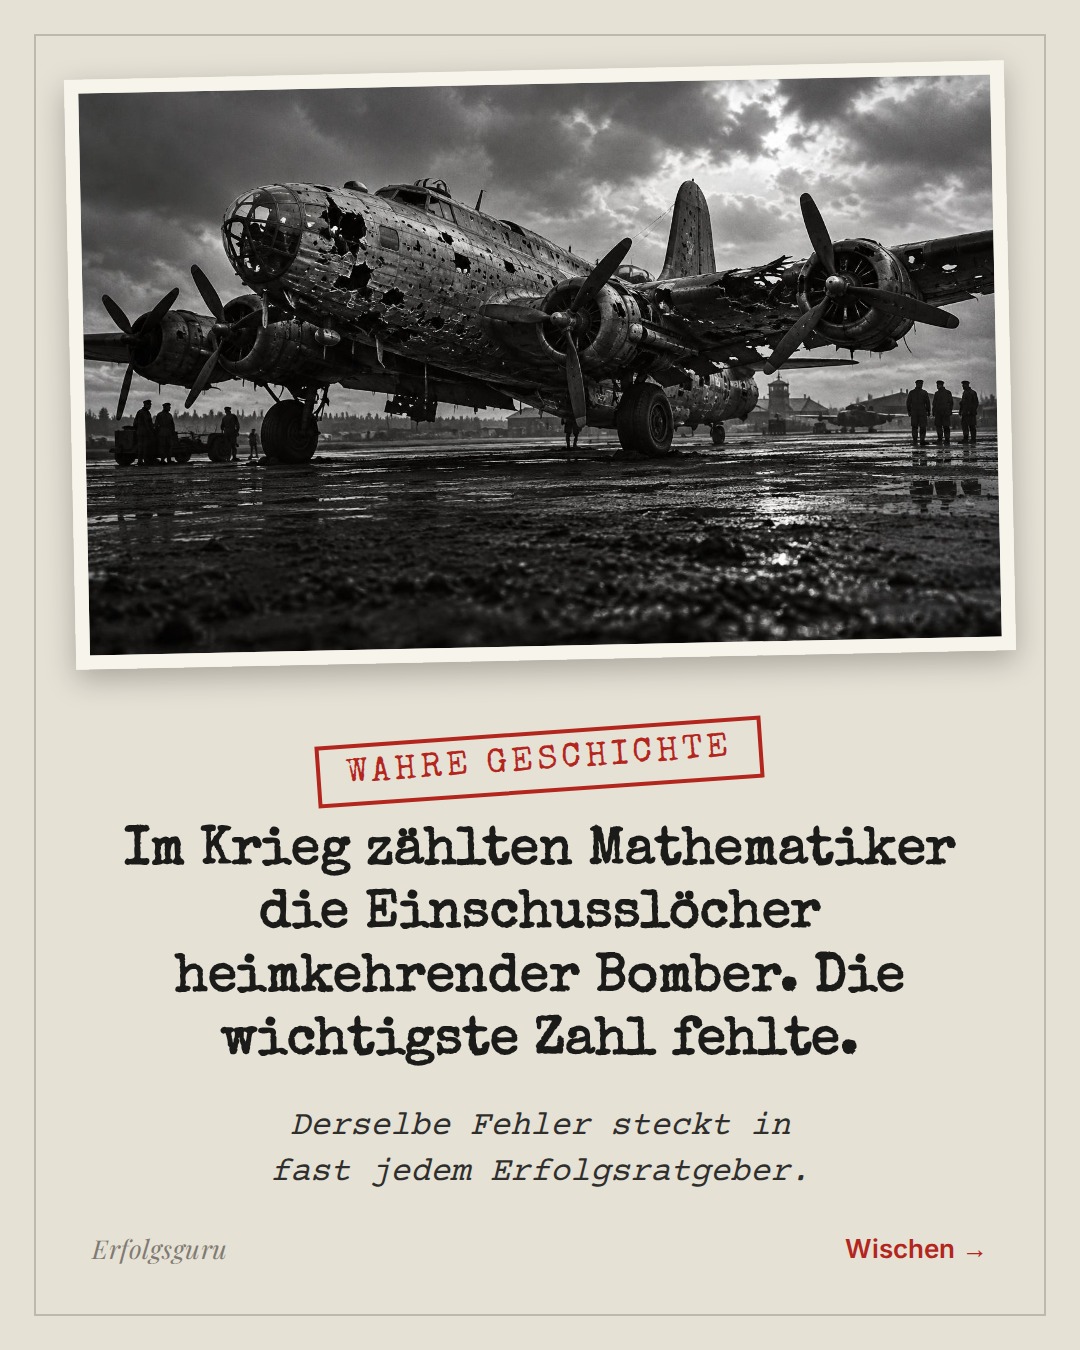 WAHRE GESCHICHTE
Im Krieg zählten Mathematiker
die Einschusslöcher
heimkehrender Bomber. Die
wichtigste Zahl fehlte.
Derselbe Fehler steckt in
fast jedem Erfolgsratgeber.
Erfolgsguru
Wischen →